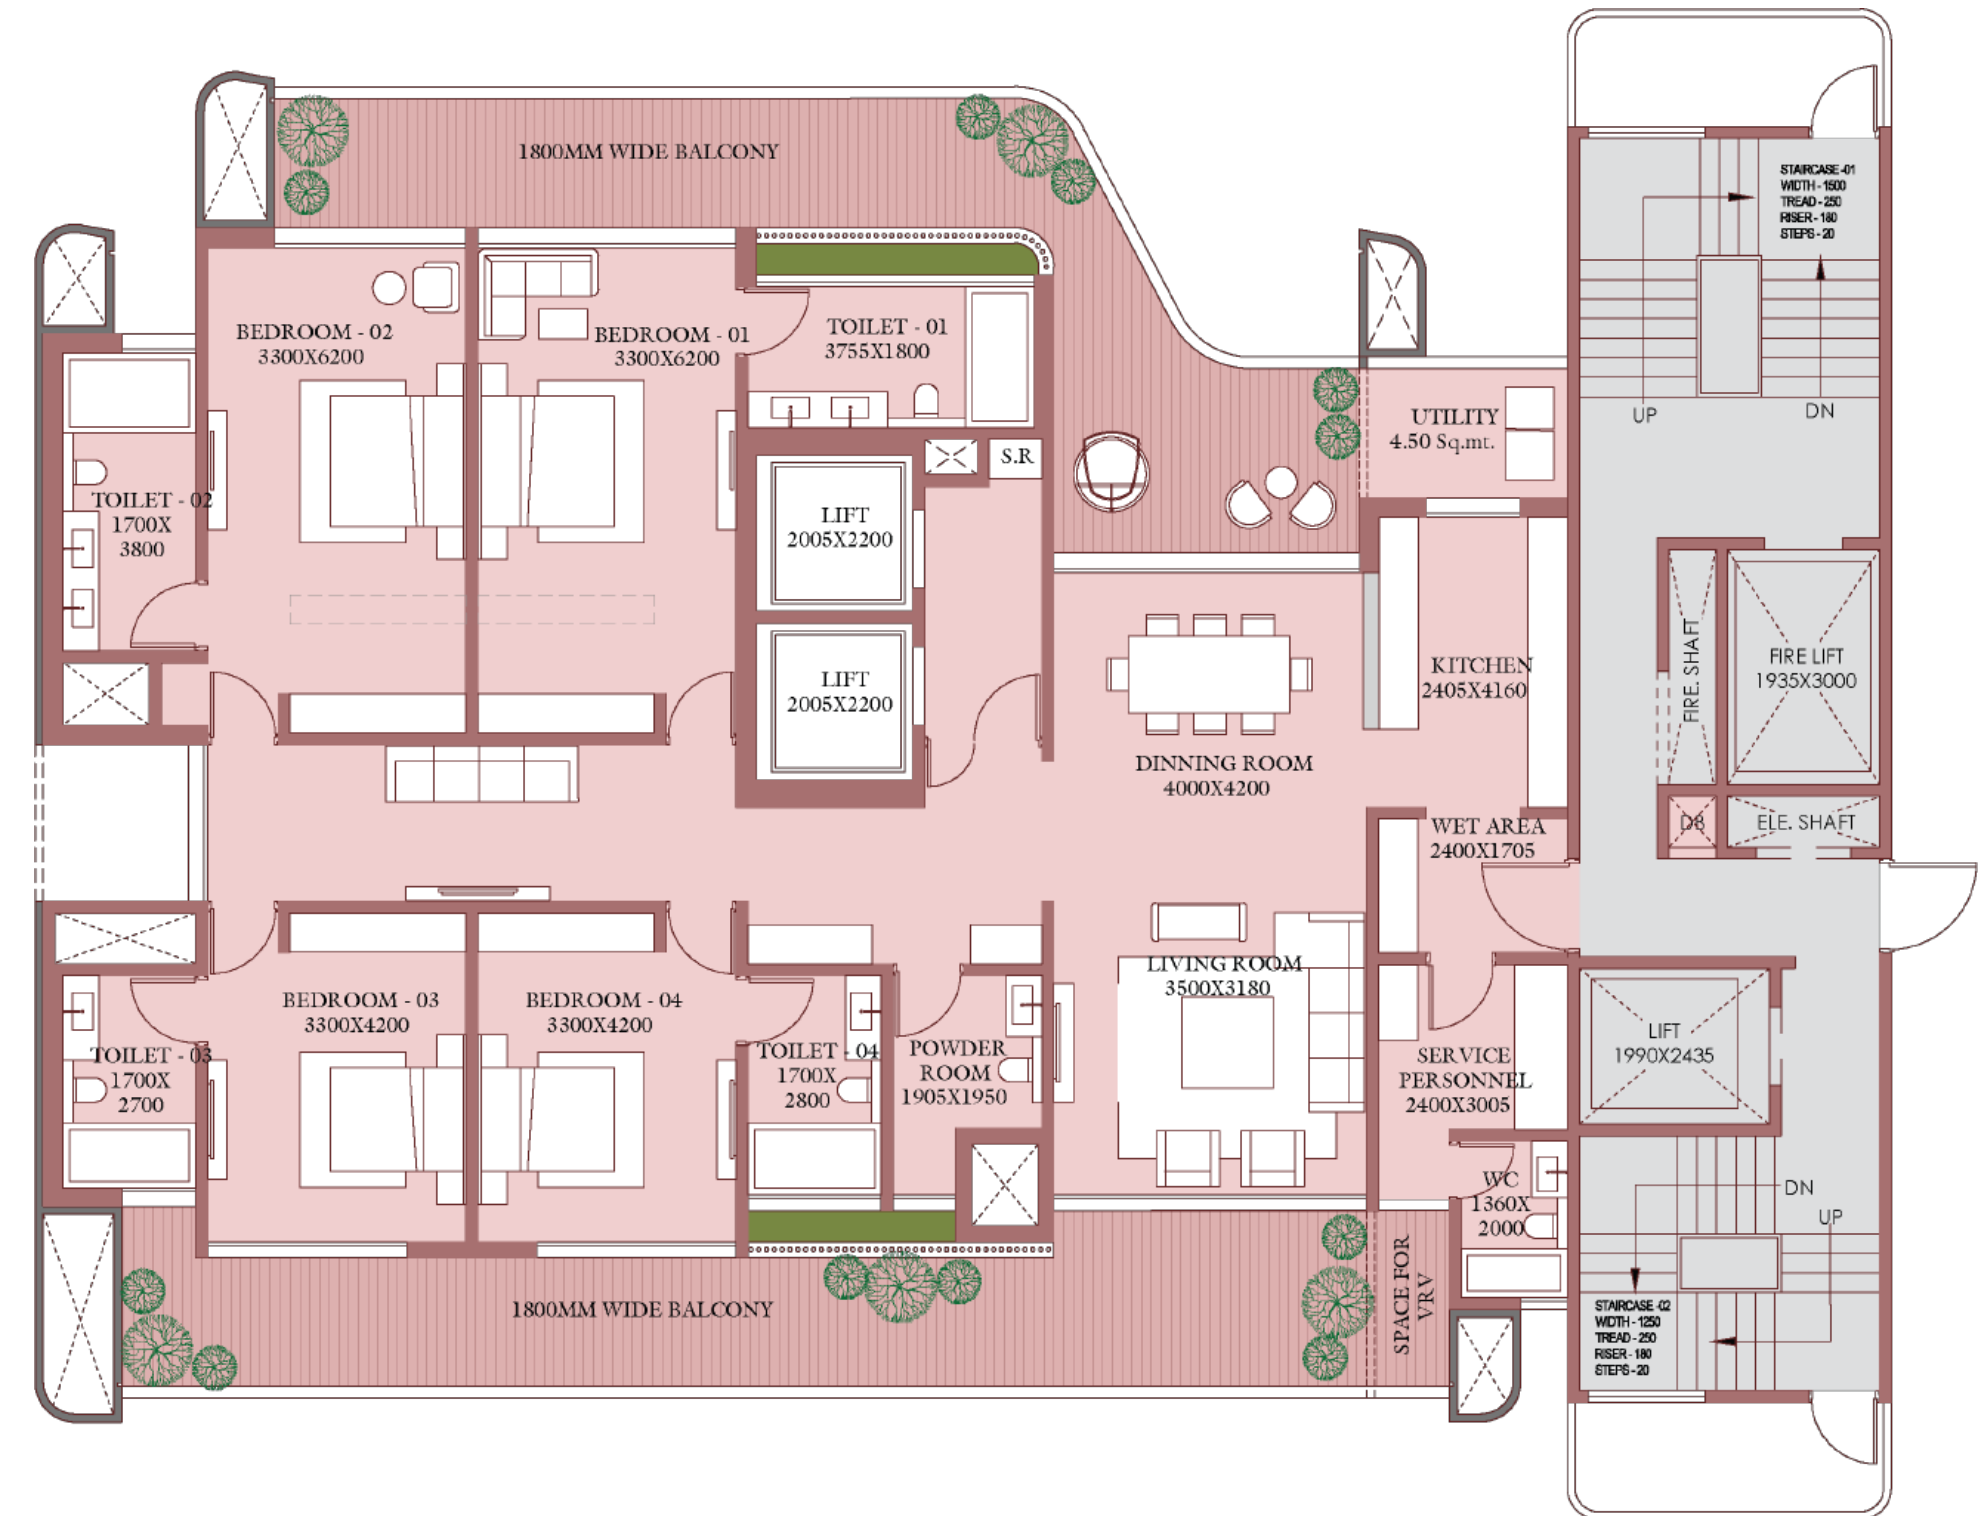 1800MM WIDE BALCONY
STAIRCASE -01
WIDTH - 1500
TREAD - 250
RISER - 180
STEPS - 20
UP
DN
BEDROOM - 02
3300X6200
BEDROOM - 01
3300X6200
TOILET - 01
3755X1800
UTILITY
4.50 Sq.mt.
S.R
TOILET - 02
1700X
3800
LIFT
2005X2200
LIFT
2005X2200
KITCHEN
2405X4160
FIRE. SHAFT
FIRE LIFT
1935X3000
DINNING ROOM
4000X4200
WET AREA
2400X1705
DB
ELE. SHAFT
LIVING ROOM
3500X3180
BEDROOM - 03
3300X4200
BEDROOM - 04
3300X4200
TOILET - 03
1700X
2700
TOILET - 04
1700X
2800
POWDER
ROOM
1905X1950
SERVICE
PERSONNEL
2400X3005
LIFT
1990X2435
WC
1360X
2000
DN
UP
SPACE FOR
VRV
1800MM WIDE BALCONY
STAIRCASE -02
WIDTH - 1250
TREAD - 250
RISER - 180
STEPS - 20